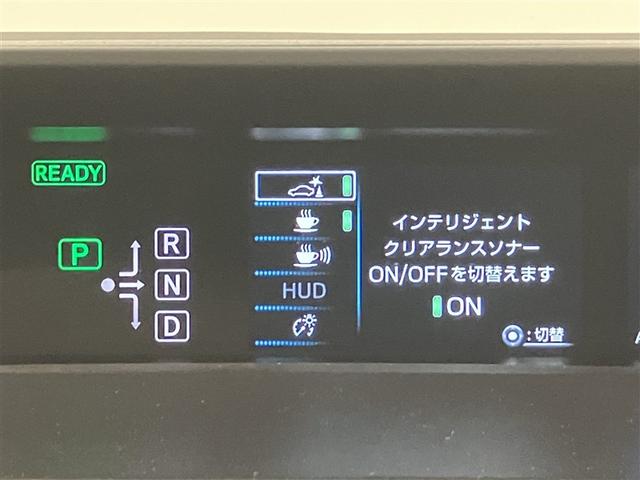 READY
P
R
N
D
HUD
インテリジェント
クリアランスソナー
ON/OFFを切替えます
ON
:切替